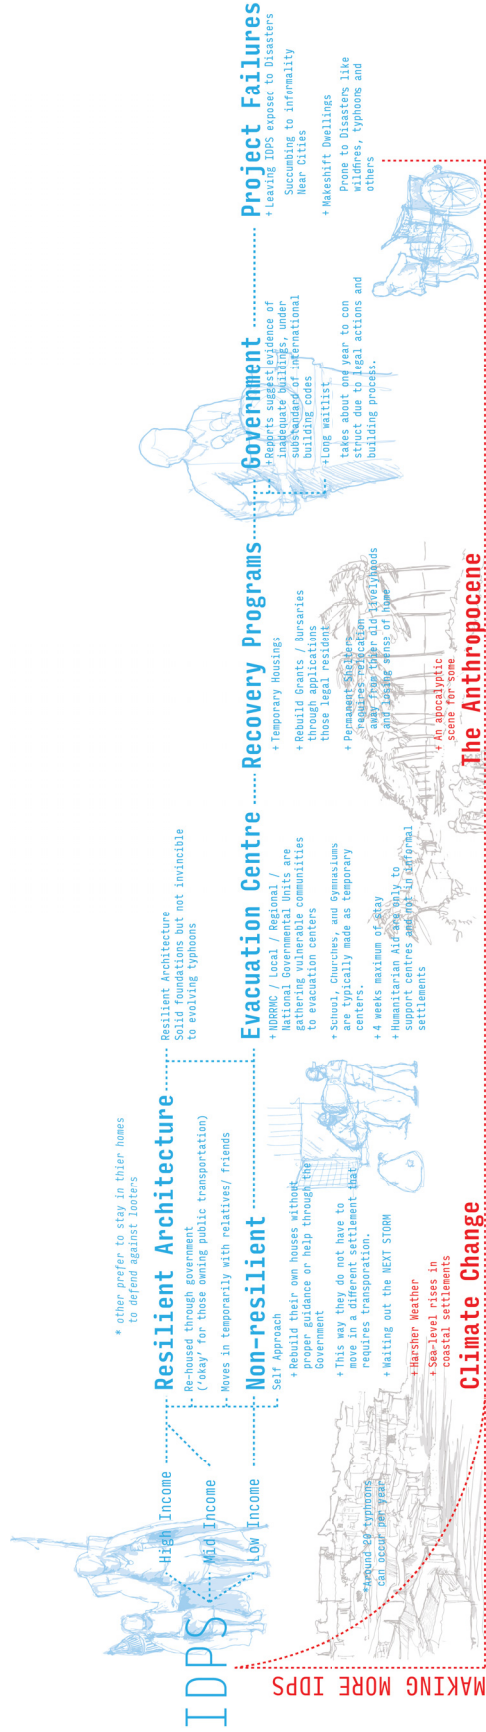 IDPS
High Income
Mid Income
Low Income
* other prefer to stay in thier homes
to defend against looters
Resilient Architecture
Re-housed through government
('okay' for those owning public transportation)
Moves in temporarily with relatives/ friends
Resilient Architecture
Solid foundations but not invincible
to evolving typhoons
Non-resilient
Self Approach
+ Rebuild their own houses without
proper guidance or help through the
Government
+ This way they do not have to
move in a different settlement that
requires transporation.
+ Waiting out the NEXT STORM
Evacuation Centre
+ NDRRMC / Local / Regional /
National Governmental Units are
gathering vulnerable communiities
to evacuation centers
+ School, Churches, and Gymnasiums
are typically made as temporary
centers.
+ 4 weeks maximum of stay
+ Humanitarian Aid are only to
support centres and not in informal
settlements
Recovery Programs
+ Temporary Housings
+ Rebuild Grants / Bursaries
through applications
those legal resident
+ Permanent Shelters
requires relocation
away from thier old livelyhoods
and losing sense of home
Government
+Reports suggest evidence of
inadequate buildings, under
substandard of international
building codes
+Long waitlist
takes about one year to con
struct due to legal actions and
building process.
Project Failures
+ Leaving IDPS exposed to Disasters
Succumbing to informality
Near Cities
+ Makeshift Dwellings
Prone to Disasters like
wildfires, typhoons and
others
*Around 20 typhoons
can occur per year
+ Harsher Weather
+ Sea-level rises in
coastal settlements
Climate Change
+ An apocalyptic
scene for some
The Anthropocene
MAKING MORE IDPS